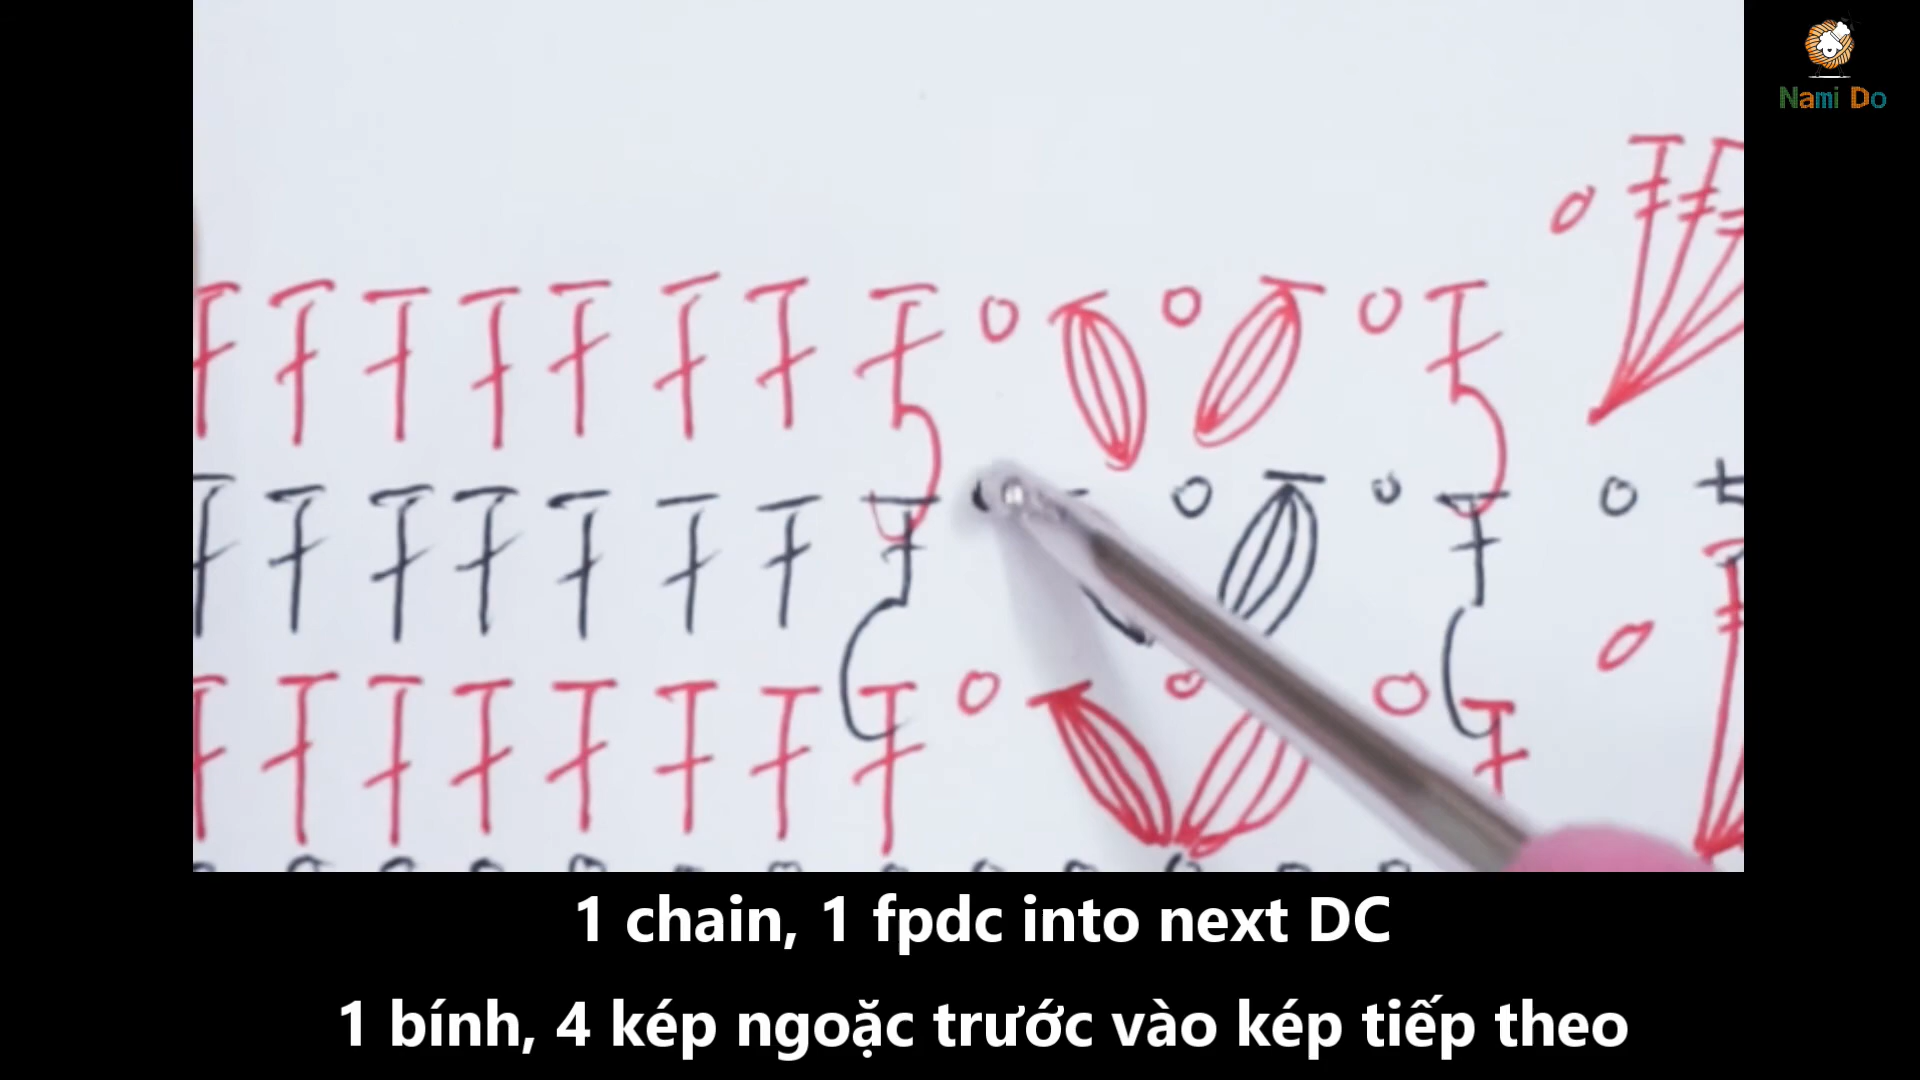 Nami Do
1 chain, 1 fpdc into next DC
1 bính, 4 kép ngoặc trước vào kép tiếp theo